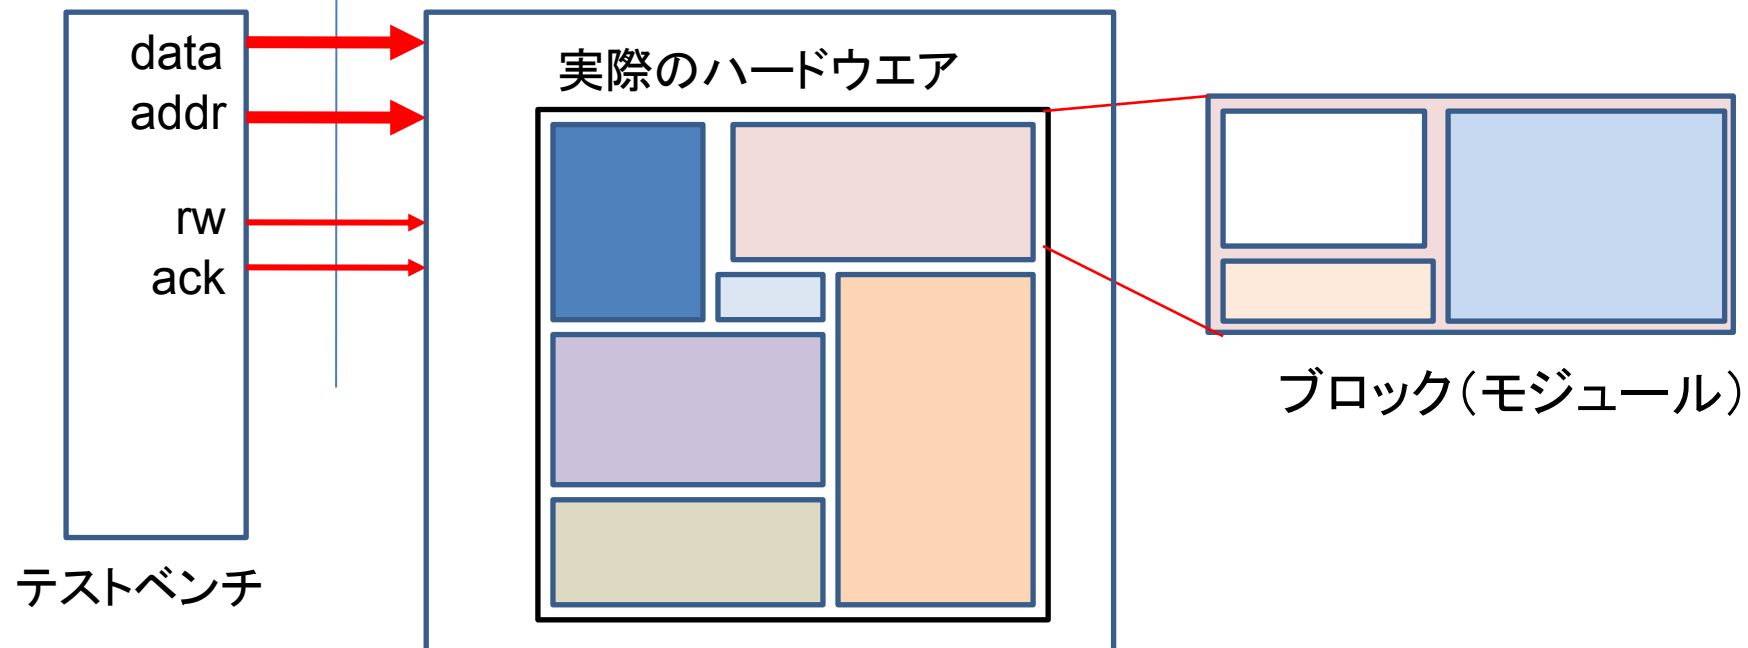 data
addr
rw
ack
テストベンチ
実際のハードウエア
ブロック(モジュール)